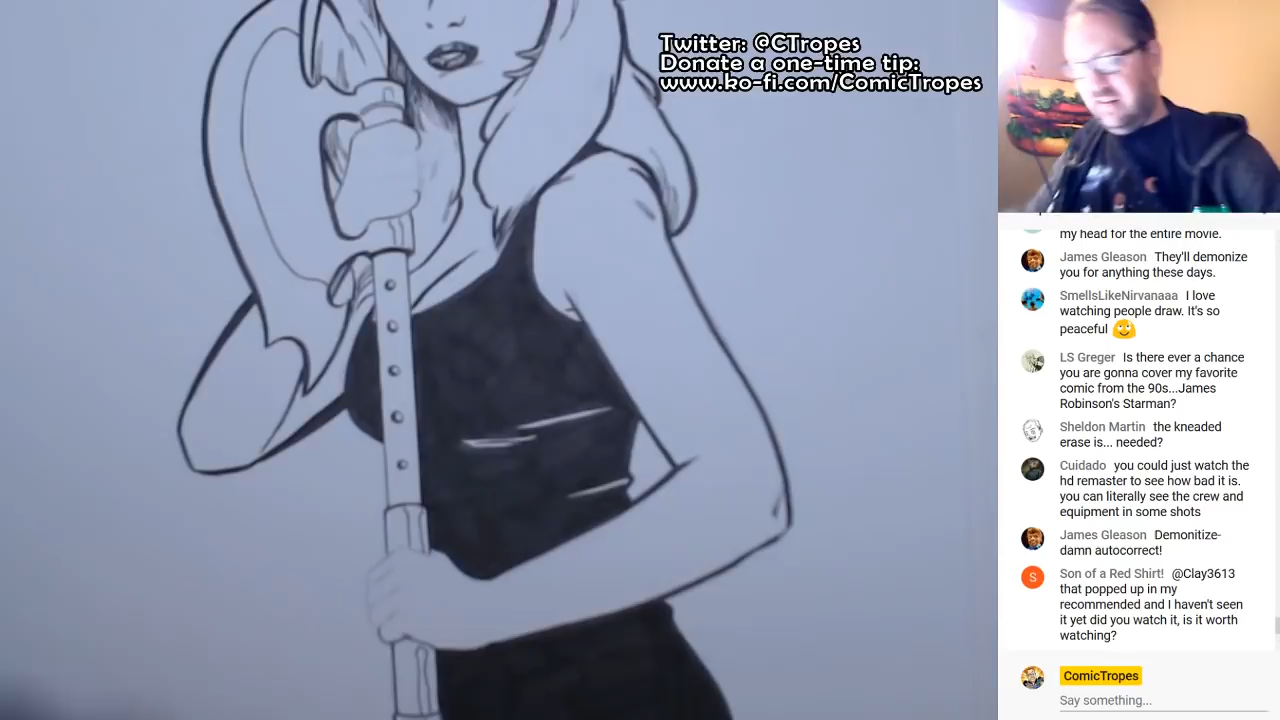 Twitter: @CTropes
Donate a one-time tip:
www.ko-fi.com/ComicTropes
my head for the entire movie.
James Gleason They'll demonize
you for anything these days.
SmellsLikeNirvanaaa I love
watching people draw. It's so
peaceful
LS Greger Is there ever a chance
you are gonna cover my favorite
comic from the 90s...James
Robinson's Starman?
Sheldon Martin the kneaded
erase is... needed?
Cuidado you could just watch the
hd remaster to see how bad it is.
you can literally see the crew and
equipment in some shots
James Gleason Demonitize-
damn autocorrect!
S
Son of a Red Shirt! @Clay3613
that popped up in my
recommended and I haven't seen
it yet did you watch it, is it worth
watching?
ComicTropes
Say something...